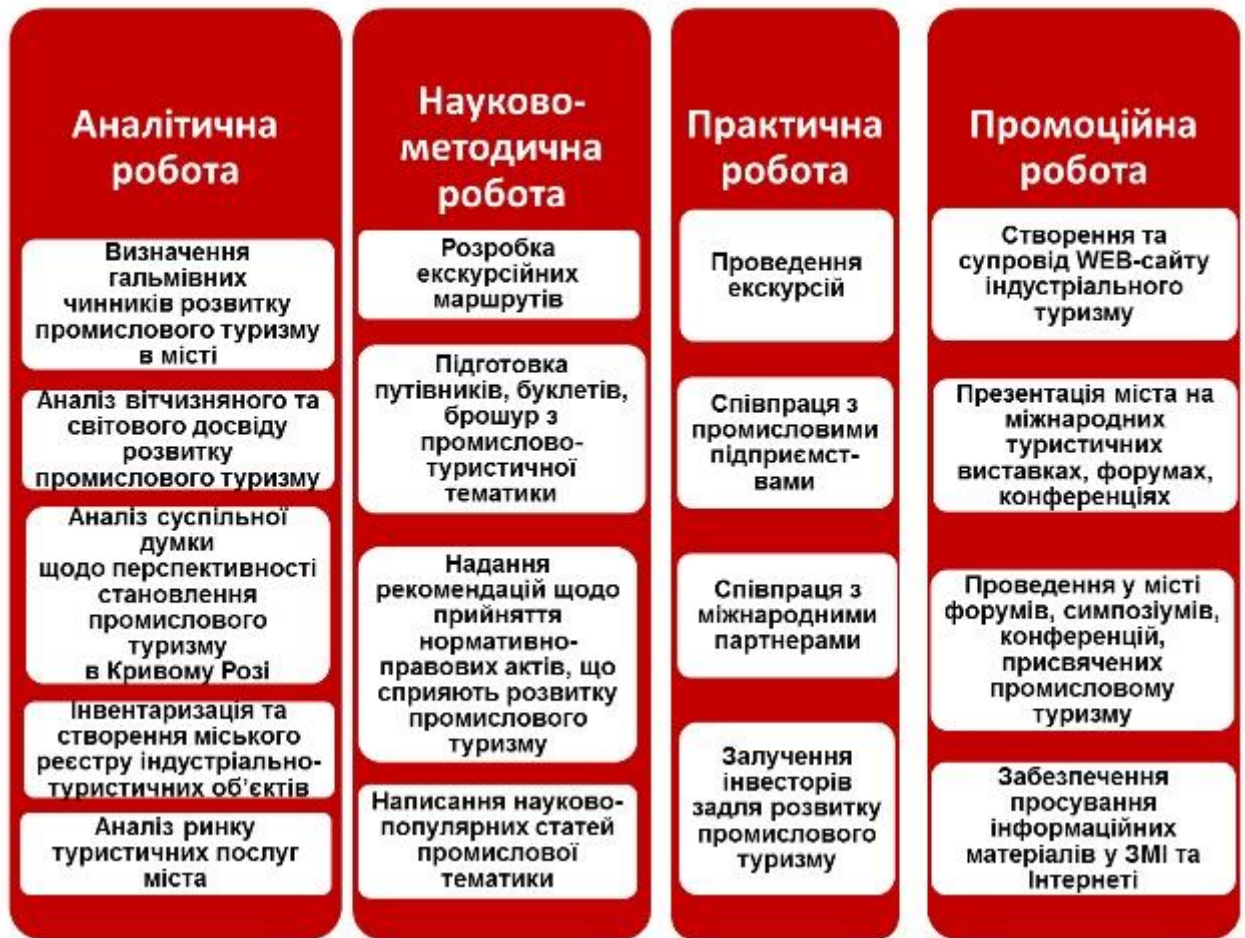 Аналітична
робота
Визначення
гальмівних
чинників розвитку
промислового туризму
в місті
Аналіз вітчизняного та
світового досвіду
розвитку
промислового туризму
Аналіз суспільної
думки
щодо перспективності
становлення
промислового
туризму
в Кривому Розі
Інвентаризація та
створення міського
реєстру індустріально-
туристичних об'єктів
Аналіз ринку
туристичних послуг
міста
Науково-
методична
робота
Розробка
екскурсійних
маршрутів
Підготовка
путівників, буклетів,
брошур з
промислово-
туристичної
тематики
Надання
рекомендацій щодо
прийняття
нормативно-
правових актів, що
сприяють розвитку
промислового
туризму
Написання науково-
популярних статей
промислової
тематики
Практична
робота
Проведення
екскурсій
Співпраця з
промисловими
підприємст-
вами
Співпраця з
міжнародними
партнерами
Залучення
інвесторів
задля розвитку
промислового
туризму
Промоційна
робота
Створення та
супровід WEB-сайту
індустріального
туризму
Презентація міста на
міжнародних
туристичних
виставках, форумах,
конференціях
Проведення у місті
форумів, симпозіумів,
конференцій,
присвячених
промисловому
туризму
Забезпечення
просування
інформаційних
матеріалів у ЗМІ та
Інтернеті